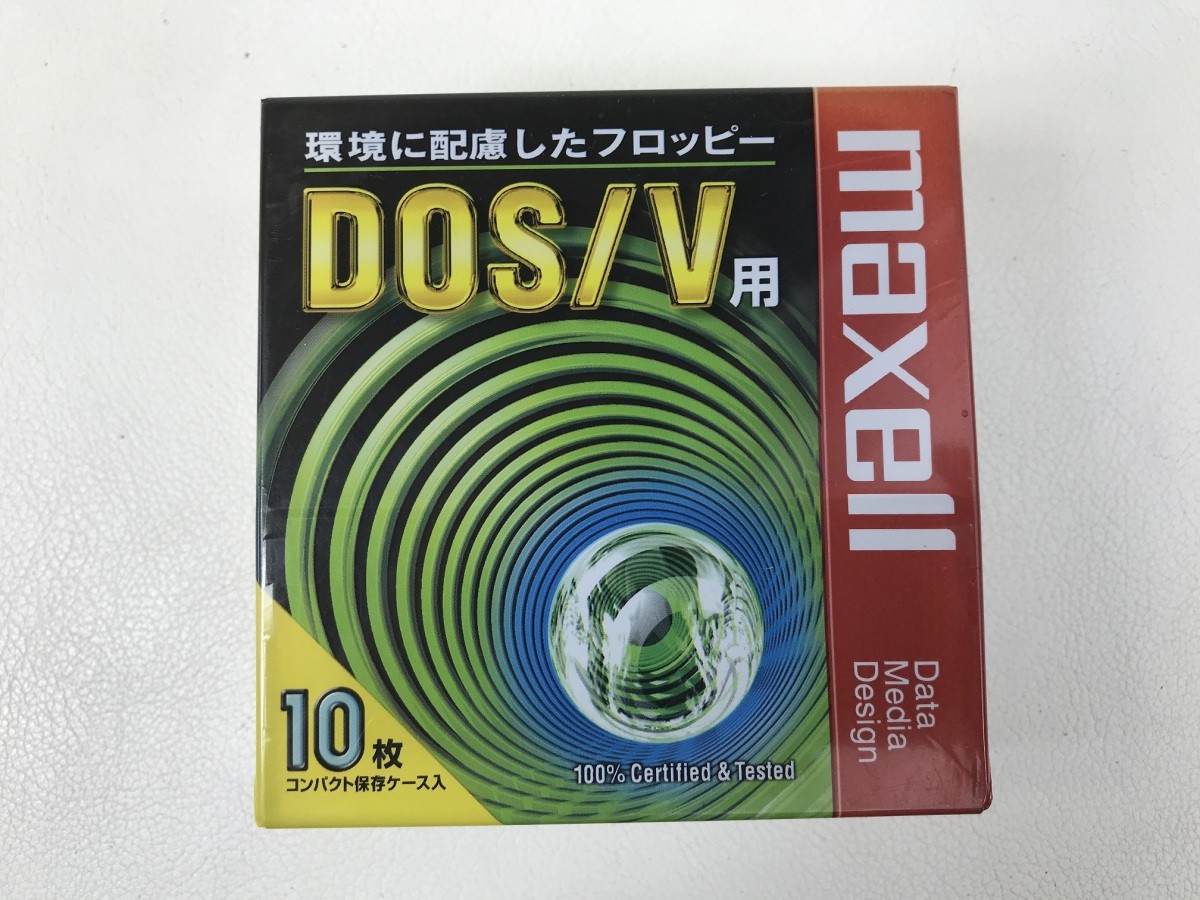 環境に配慮したフロッピー
DOS/V用
maxell
Data
Media
Design
10枚
コンパクト保存ケース入
100% Certified & Tested